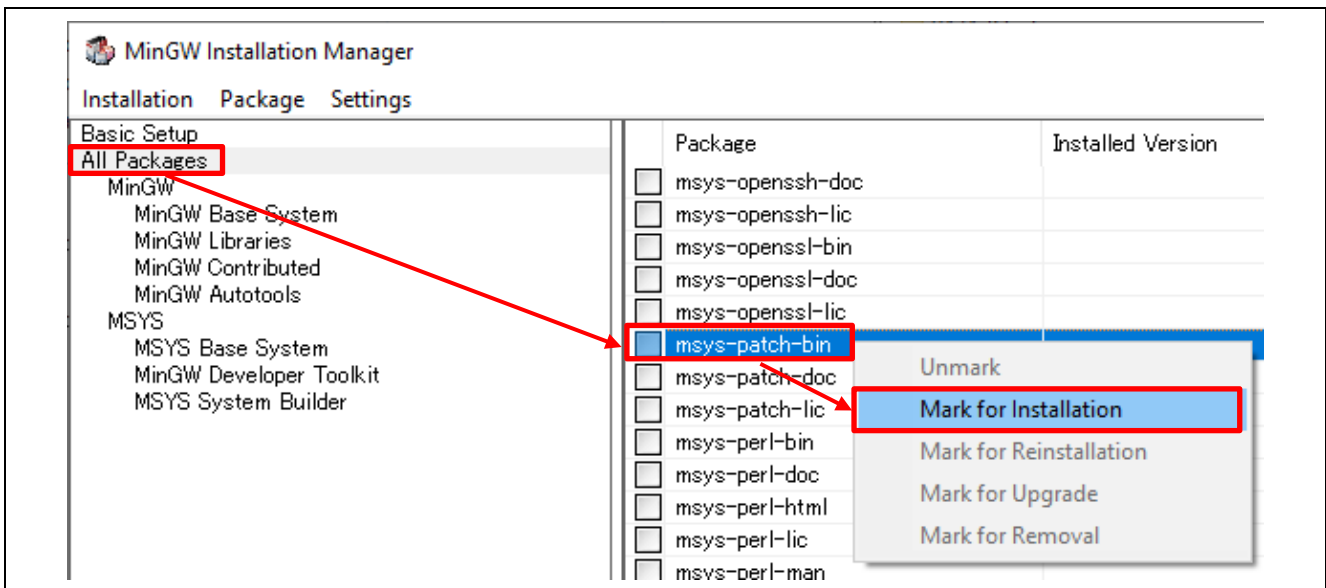 MinGW Installation Manager
Installation Package Settings
Basic Setup
All Packages
MinGW
MinGW Base System
MinGW Libraries
MinGW Contributed
MinGW Autotools
MSYS
MSYS Base System
MinGW Developer Toolkit
MSYS System Builder
Package Installed Version
msys-openssh-doc
msys-openssh-lic
msys-openssl-bin
msys-openssl-doc
msys-openssl-lic
msys-patch-bin
msys-patch-doc
msys-patch-lic
msys-perl-bin
msys-perl-doc
msys-perl-html
msys-perl-lic
msys-perl-man
Unmark
Mark for Installation
Mark for Reinstallation
Mark for Upgrade
Mark for Removal